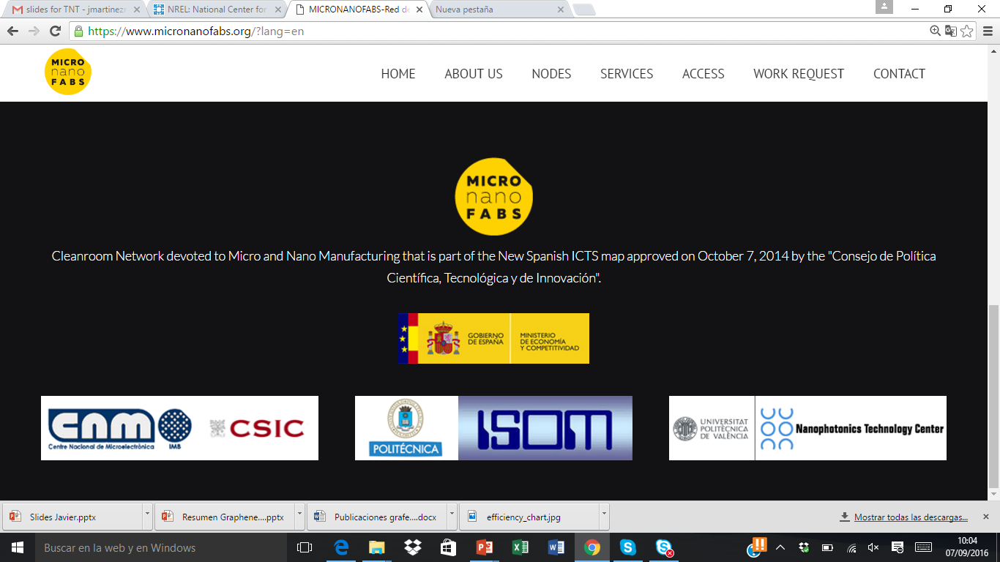 slides for TNT - jmartinez
NREL: National Center for
MICRONANOFABS-Red de
Nueva pestaña
https://www.micronanofabs.org/?lang=en
MICRO
nano
FABS
HOME
ABOUT US
NODES
SERVICES
ACCESS
WORK REQUEST
CONTACT
MICRO
nano
FABS
Cleanroom Network devoted to Micro and Nano Manufacturing that is part of the New Spanish ICTS map approved on October 7, 2014 by the "Consejo de Política
Científica, Tecnológica y de Innovación".
GOBIERNO
DE ESPAÑA
MINISTERIO
DE ECONOMÍA
Y COMPETITIVIDAD
cnm
Centre Nacional de Microelectrònica
IMB
CSIC
POLITÉCNICA
ISOM
UNIVERSITAT
POLITÈCNICA
DE VALÈNCIA
Nanophotonics Technology Center
Slides Javier.pptx
Resumen Graphene....pptx
Publicaciones grafe....docx
efficiency_chart.jpg
Mostrar todas las descargas...
Buscar en la web y en Windows
10:04
07/09/2016